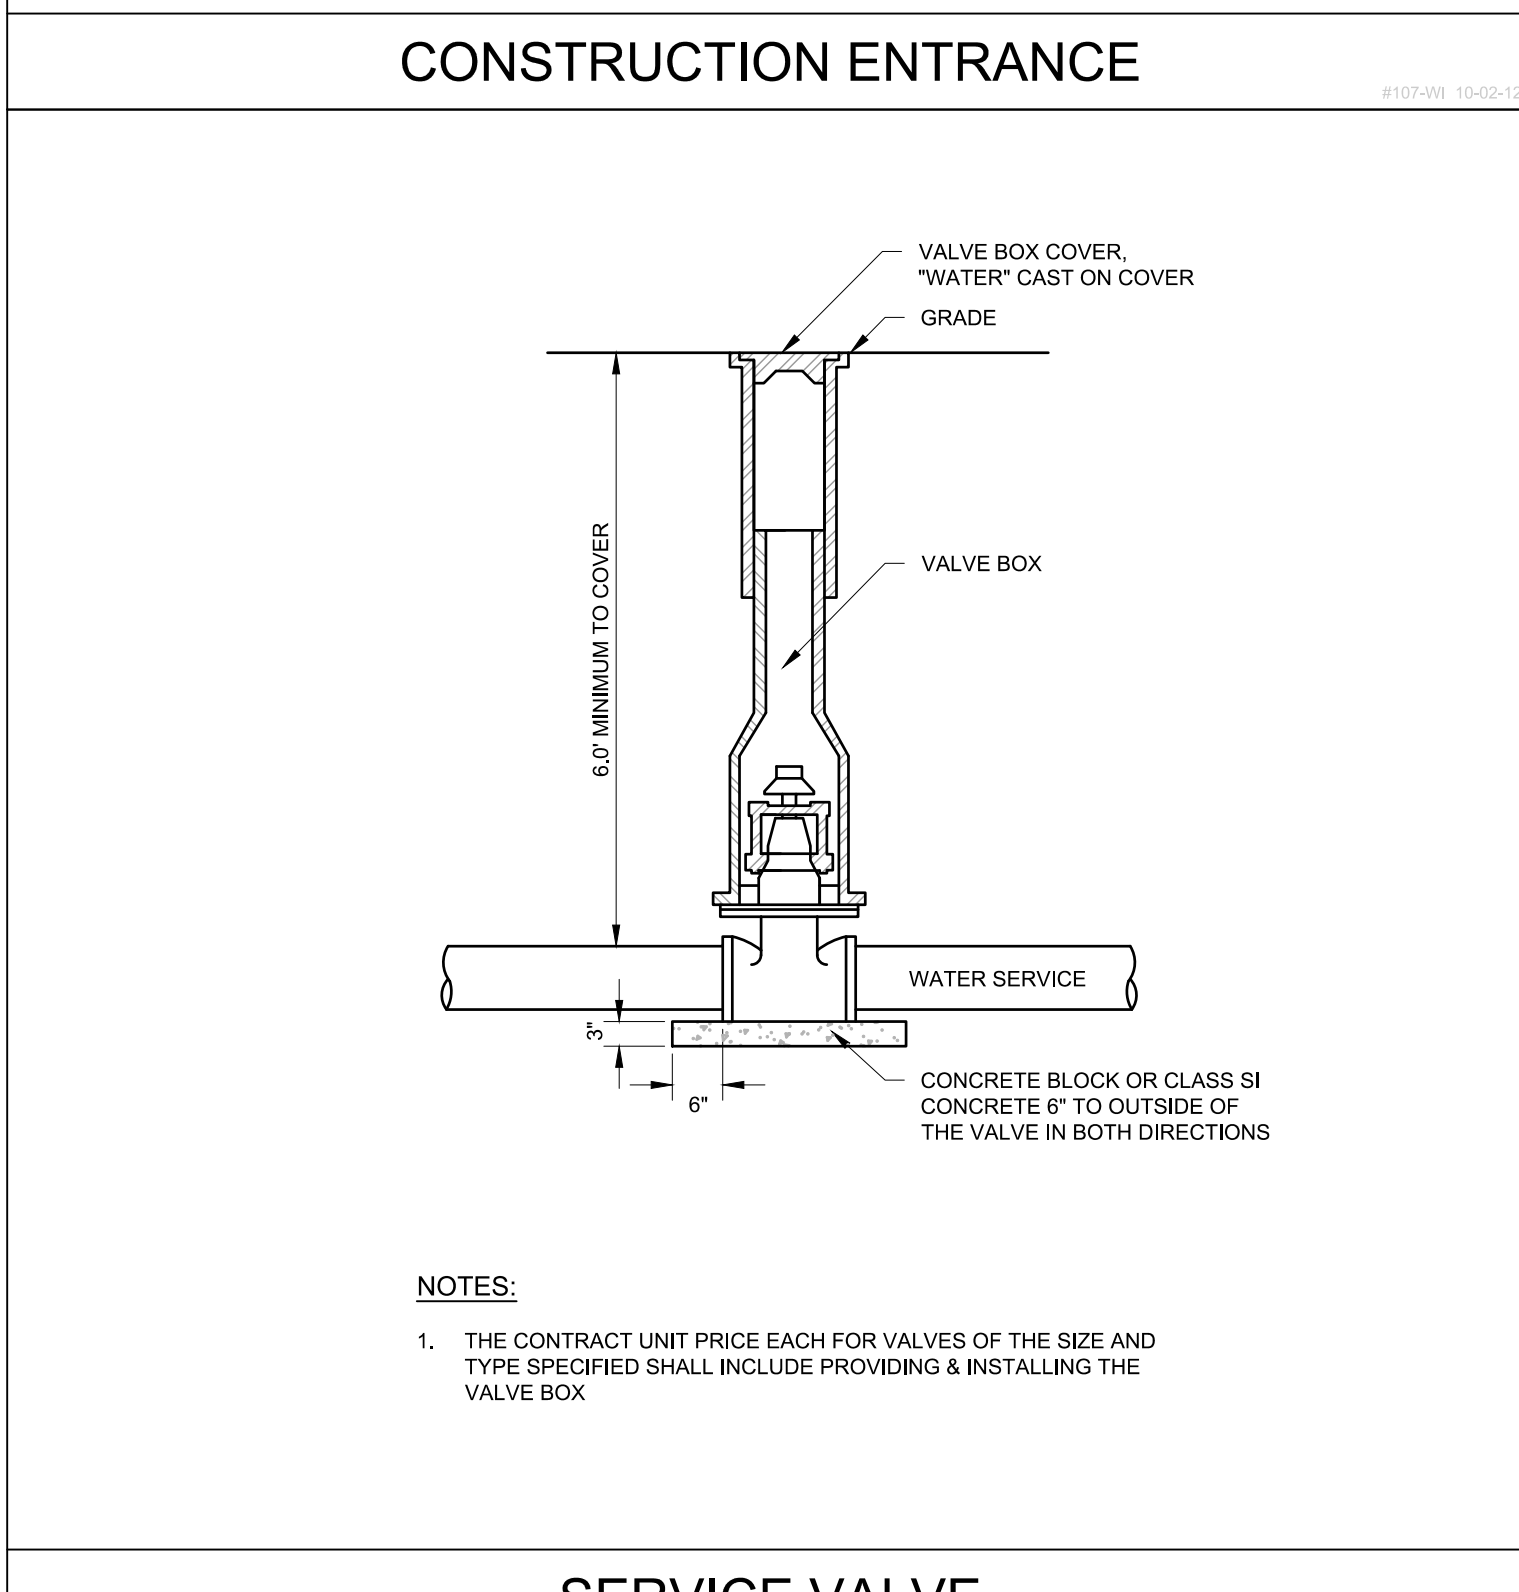 CONSTRUCTION ENTRANCE
#107-WI 10-02-12
VALVE BOX COVER,
"WATER" CAST ON COVER
GRADE
6.0' MINIMUM TO COVER
VALVE BOX
WATER SERVICE
3"
6"
CONCRETE BLOCK OR CLASS SI
CONCRETE 6" TO OUTSIDE OF
THE VALVE IN BOTH DIRECTIONS
NOTES:
1. THE CONTRACT UNIT PRICE EACH FOR VALVES OF THE SIZE AND
TYPE SPECIFIED SHALL INCLUDE PROVIDING & INSTALLING THE
VALVE BOX
SERVICE VALVE